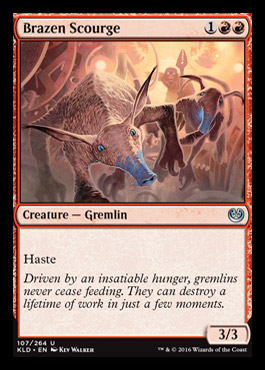 Brazen Scourge 1
Creature — Gremlin
Haste
Driven by an insatiable hunger, gremlins
never cease feeding. They can destroy a
lifetime of work in just a few moments.
3/3
107/264 U
KLD • EN Kev Walker
™ & © 2016 Wizards of the Coast